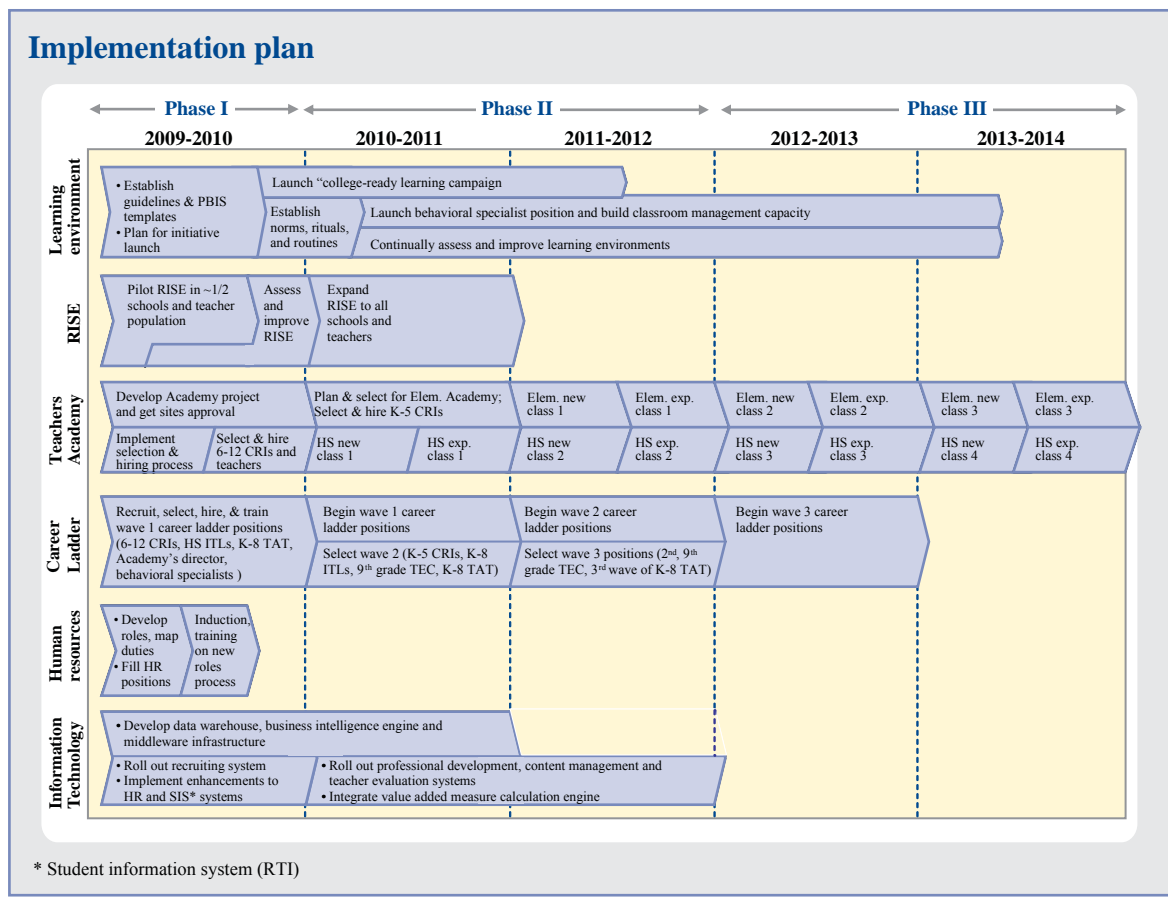 Implementation plan
Phase I
Phase II
Phase III
2009-2010
2010-2011
2011-2012
2012-2013
2013-2014
Learning
environment
• Establish
guidelines & PBIS
templates
• Plan for initiative
launch
Launch “college-ready learning campaign
Establish
norms, rituals,
and routines
Launch behavioral specialist position and build classroom management capacity
Continually assess and improve learning environments
RISE
Pilot RISE in ~1/2
schools and teacher
population
Assess
and
improve
RISE
Expand
RISE to all
schools and
teachers
Teachers
Academy
Develop Academy project
and get sites approval
Plan & select for Elem. Academy;
Select & hire K-5 CRIs
Elem. new
class 1
Elem. exp.
class 1
Elem. new
class 2
Elem. exp.
class 2
Elem. new
class 3
Elem. exp.
class 3
Implement
selection &
hiring process
Select & hire
6-12 CRIs and
teachers
HS new
class 1
HS exp.
class 1
HS new
class 2
HS exp.
class 2
HS new
class 3
HS exp.
class 3
HS new
class 4
HS exp.
class 4
Career
Ladder
Recruit, select, hire, & train
wave 1 career ladder positions
(6-12 CRIs, HS ITLs, K-8 TAT,
Academy’s director,
behavioral specialists )
Begin wave 1 career
ladder positions
Select wave 2 (K-5 CRIs, K-8
ITLs, 9th grade TEC, K-8 TAT)
Begin wave 2 career
ladder positions
Select wave 3 positions (2nd, 9th
grade TEC, 3rd wave of K-8 TAT)
Begin wave 3 career
ladder positions
Human
resources
• Develop
roles, map
duties
• Fill HR
positions
Induction,
training
on new
roles
process
Information
Technology
• Develop data warehouse, business intelligence engine and
middleware infrastructure
• Roll out recruiting system
• Implement enhancements to
HR and SIS* systems
• Roll out professional development, content management and
teacher evaluation systems
• Integrate value added measure calculation engine
* Student information system (RTI)